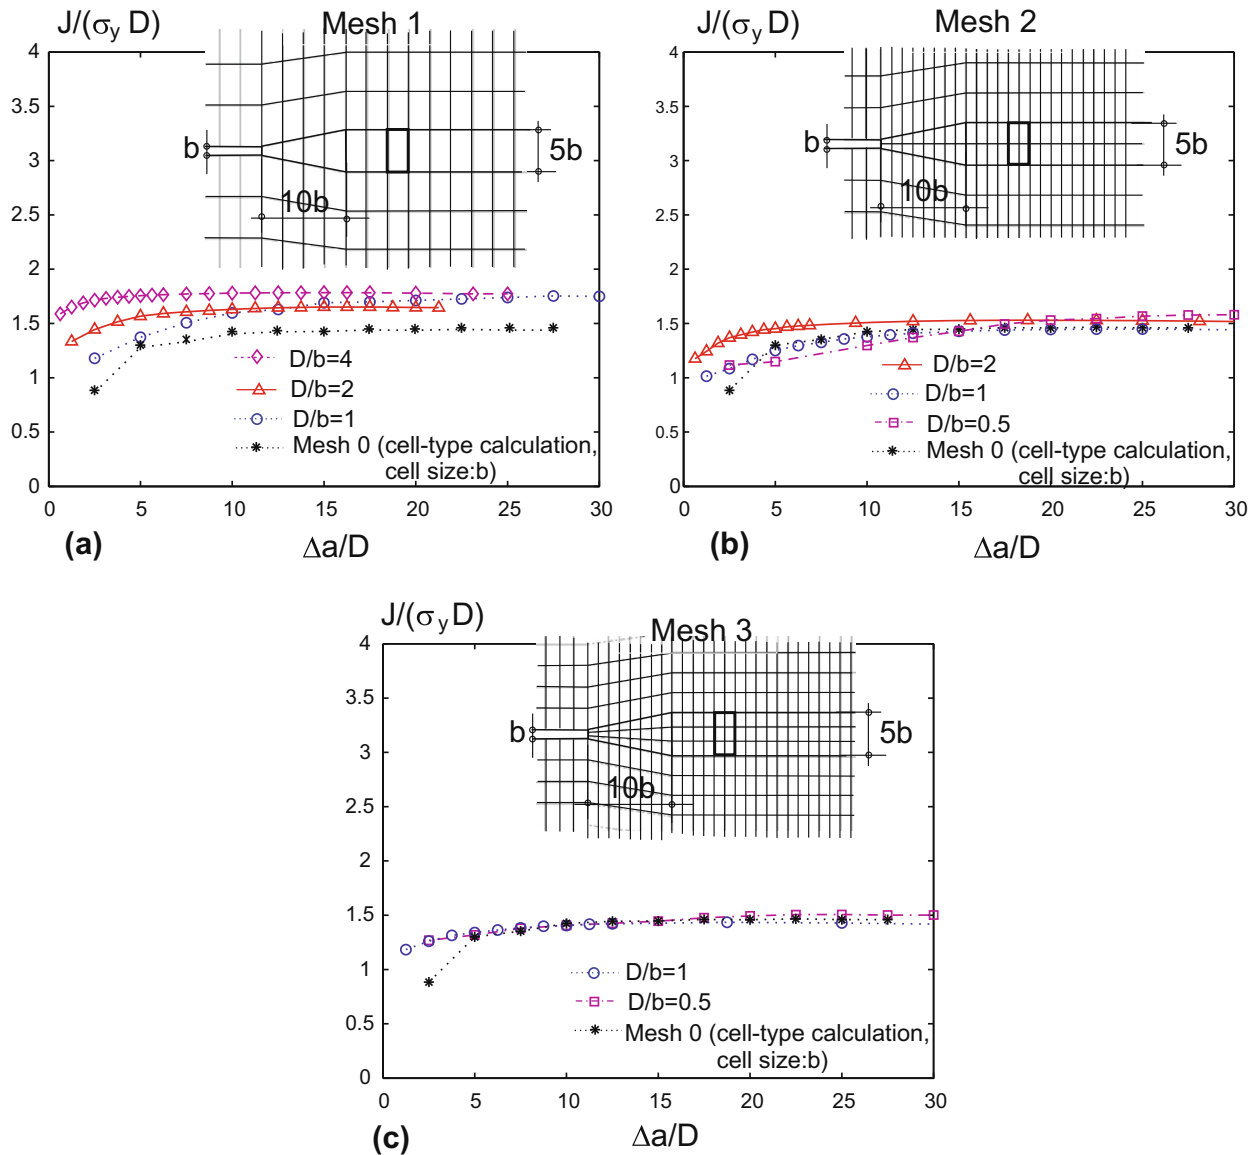 J/(σy D)
Mesh 1
4
3.5
3
2.5
2
1.5
1
0.5
0
b
5b
10b
D/b=4
D/b=2
D/b=1
Mesh 0 (cell-type calculation,
cell size:b)
0 5 10 15 20 25 30
(a)
Δa/D
J/(σy D)
Mesh 2
4
3.5
3
2.5
2
1.5
1
0.5
0
b
5b
10b
D/b=2
D/b=1
D/b=0.5
Mesh 0 (cell-type calculation,
cell size:b)
0 5 10 15 20 25 30
(b)
Δa/D
J/(σy D)
Mesh 3
4
3.5
3
2.5
2
1.5
1
0.5
0
b
5b
10b
D/b=1
D/b=0.5
Mesh 0 (cell-type calculation,
cell size:b)
0 5 10 15 20 25 30
(c)
Δa/D